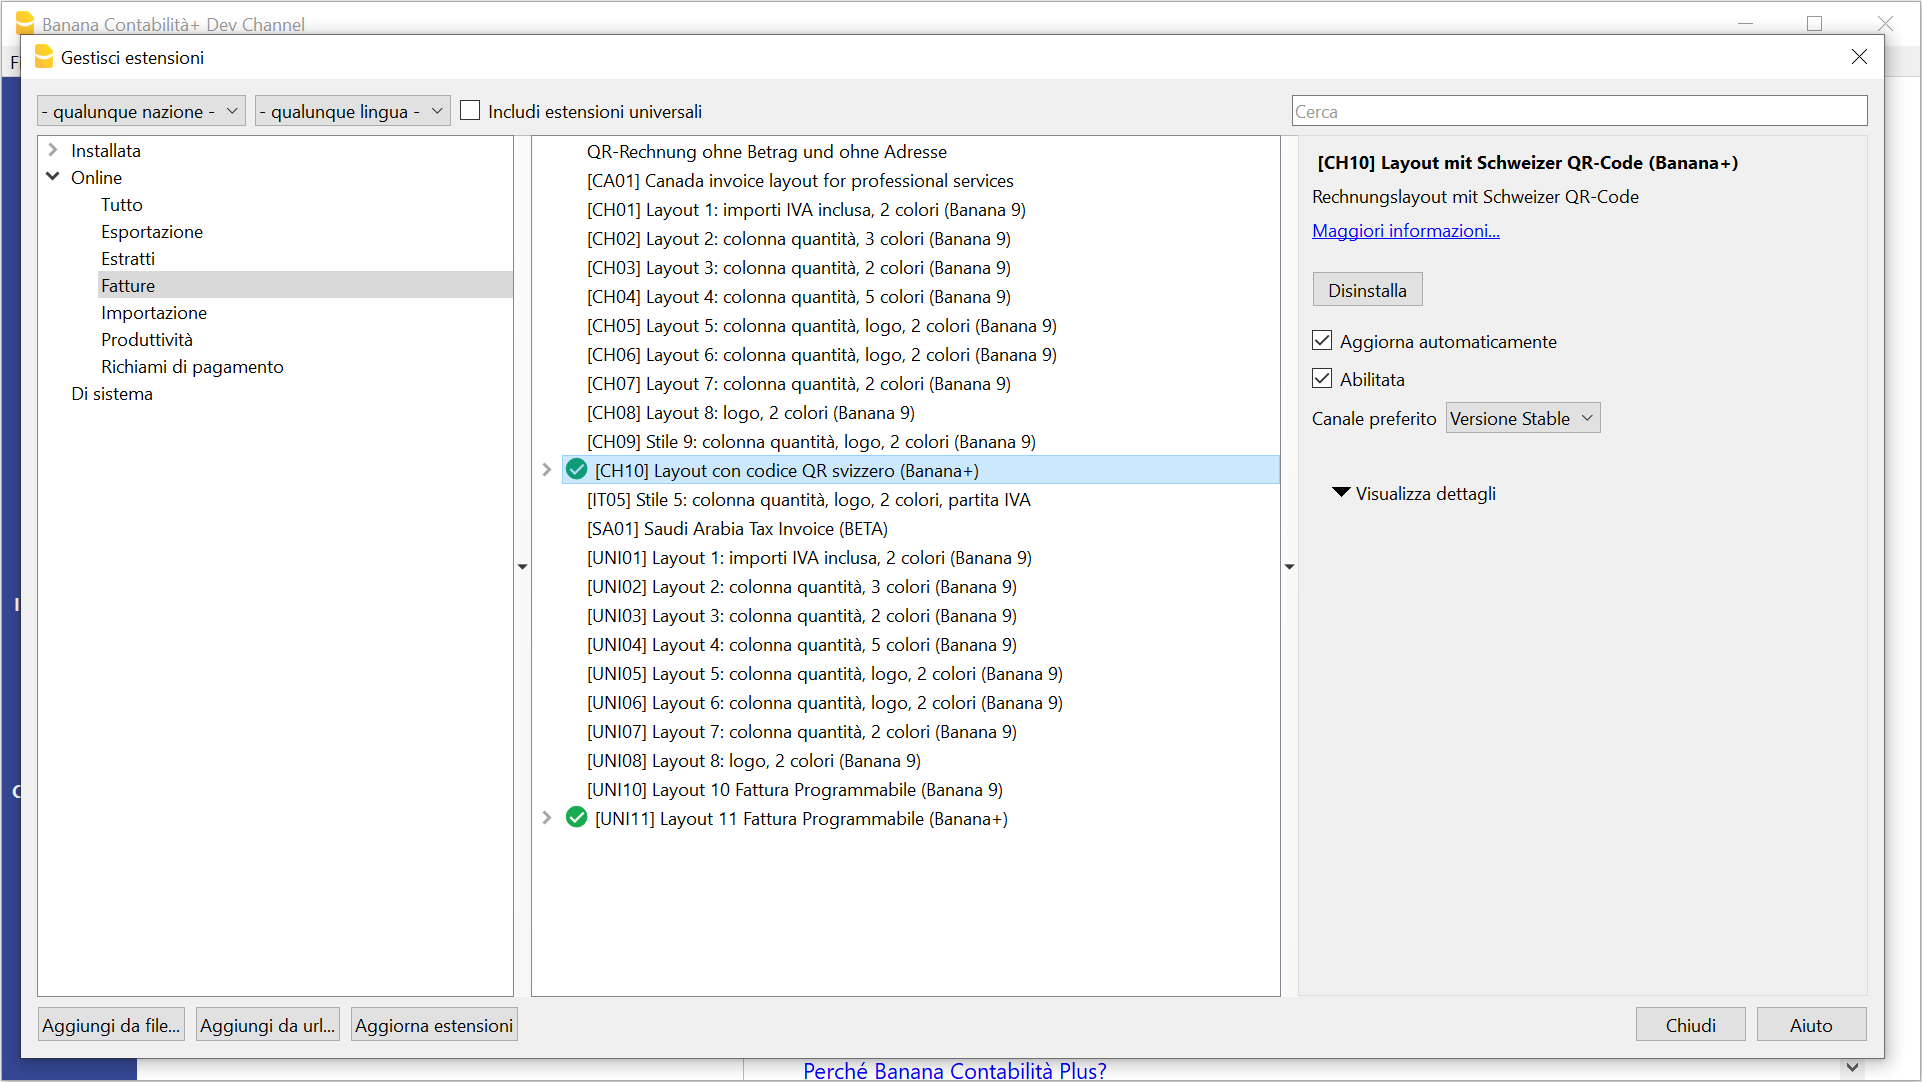 Banana Contabilità+ Dev Channel
Gestisci estensioni
- qualunque nazione -
- qualunque lingua -
Includi estensioni universali
Cerca
Installata
Online
Tutto
Esportazione
Estratti
Fatture
Importazione
Produttività
Richiami di pagamento
Di sistema
QR-Rechnung ohne Betrag und ohne Adresse
[CA01] Canada invoice layout for professional services
[CH01] Layout 1: importi IVA inclusa, 2 colori (Banana 9)
[CH02] Layout 2: colonna quantità, 3 colori (Banana 9)
[CH03] Layout 3: colonna quantità, 2 colori (Banana 9)
[CH04] Layout 4: colonna quantità, 5 colori (Banana 9)
[CH05] Layout 5: colonna quantità, logo, 2 colori (Banana 9)
[CH06] Layout 6: colonna quantità, logo, 2 colori (Banana 9)
[CH07] Layout 7: colonna quantità, 2 colori (Banana 9)
[CH08] Layout 8: logo, 2 colori (Banana 9)
[CH09] Stile 9: colonna quantità, logo, 2 colori (Banana 9)
[CH10] Layout con codice QR svizzero (Banana+)
[IT05] Stile 5: colonna quantità, logo, 2 colori, partita IVA
[SA01] Saudi Arabia Tax Invoice (BETA)
[UNI01] Layout 1: importi IVA inclusa, 2 colori (Banana 9)
[UNI02] Layout 2: colonna quantità, 3 colori (Banana 9)
[UNI03] Layout 3: colonna quantità, 2 colori (Banana 9)
[UNI04] Layout 4: colonna quantità, 5 colori (Banana 9)
[UNI05] Layout 5: colonna quantità, logo, 2 colori (Banana 9)
[UNI06] Layout 6: colonna quantità, logo, 2 colori (Banana 9)
[UNI07] Layout 7: colonna quantità, 2 colori (Banana 9)
[UNI08] Layout 8: logo, 2 colori (Banana 9)
[UNI10] Layout 10 Fattura Programmabile (Banana 9)
[UNI11] Layout 11 Fattura Programmabile (Banana+)
[CH10] Layout mit Schweizer QR-Code (Banana+)
Rechnungslayout mit Schweizer QR-Code
Maggiori informazioni...
Disinstalla
Aggiorna automaticamente
Abilitata
Canale preferito
Versione Stable
Visualizza dettagli
Aggiungi da file...
Aggiungi da url...
Aggiorna estensioni
Chiudi
Aiuto
Perché Banana Contabilità Plus?